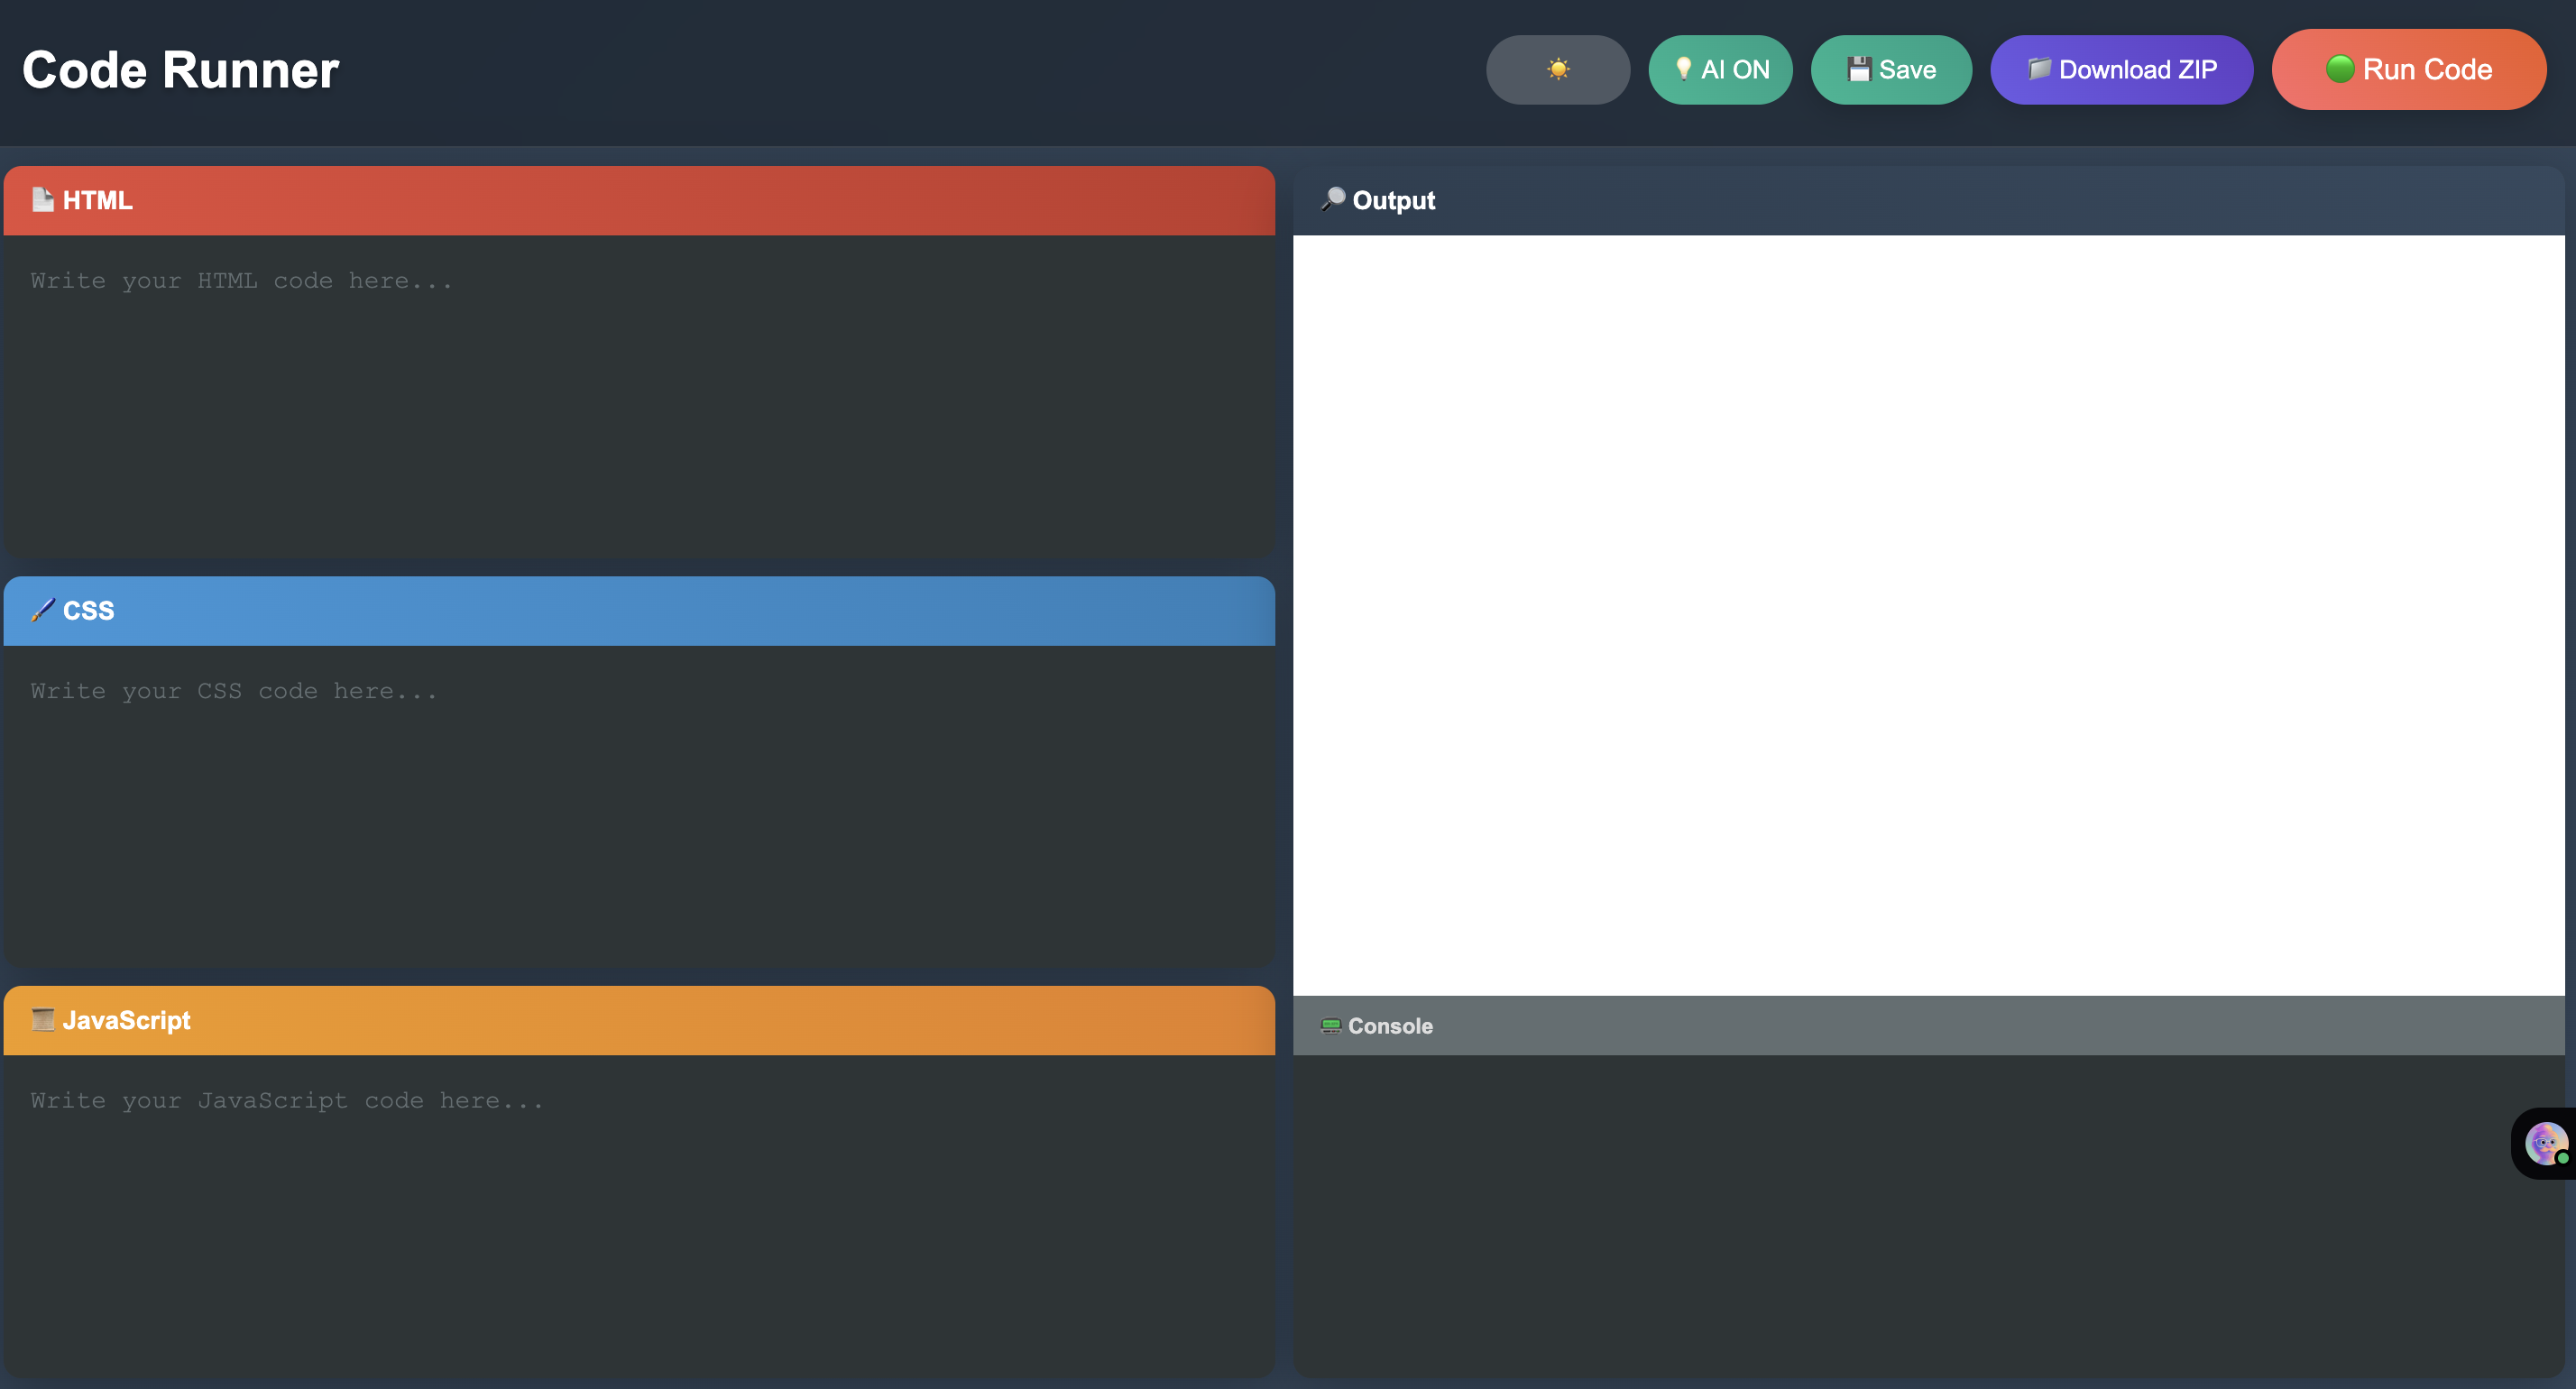 Code Runner
AI ON
Save
Download ZIP
Run Code
HTML
Write your HTML code here...
CSS
Write your CSS code here...
JavaScript
Write your JavaScript code here...
Output
Console